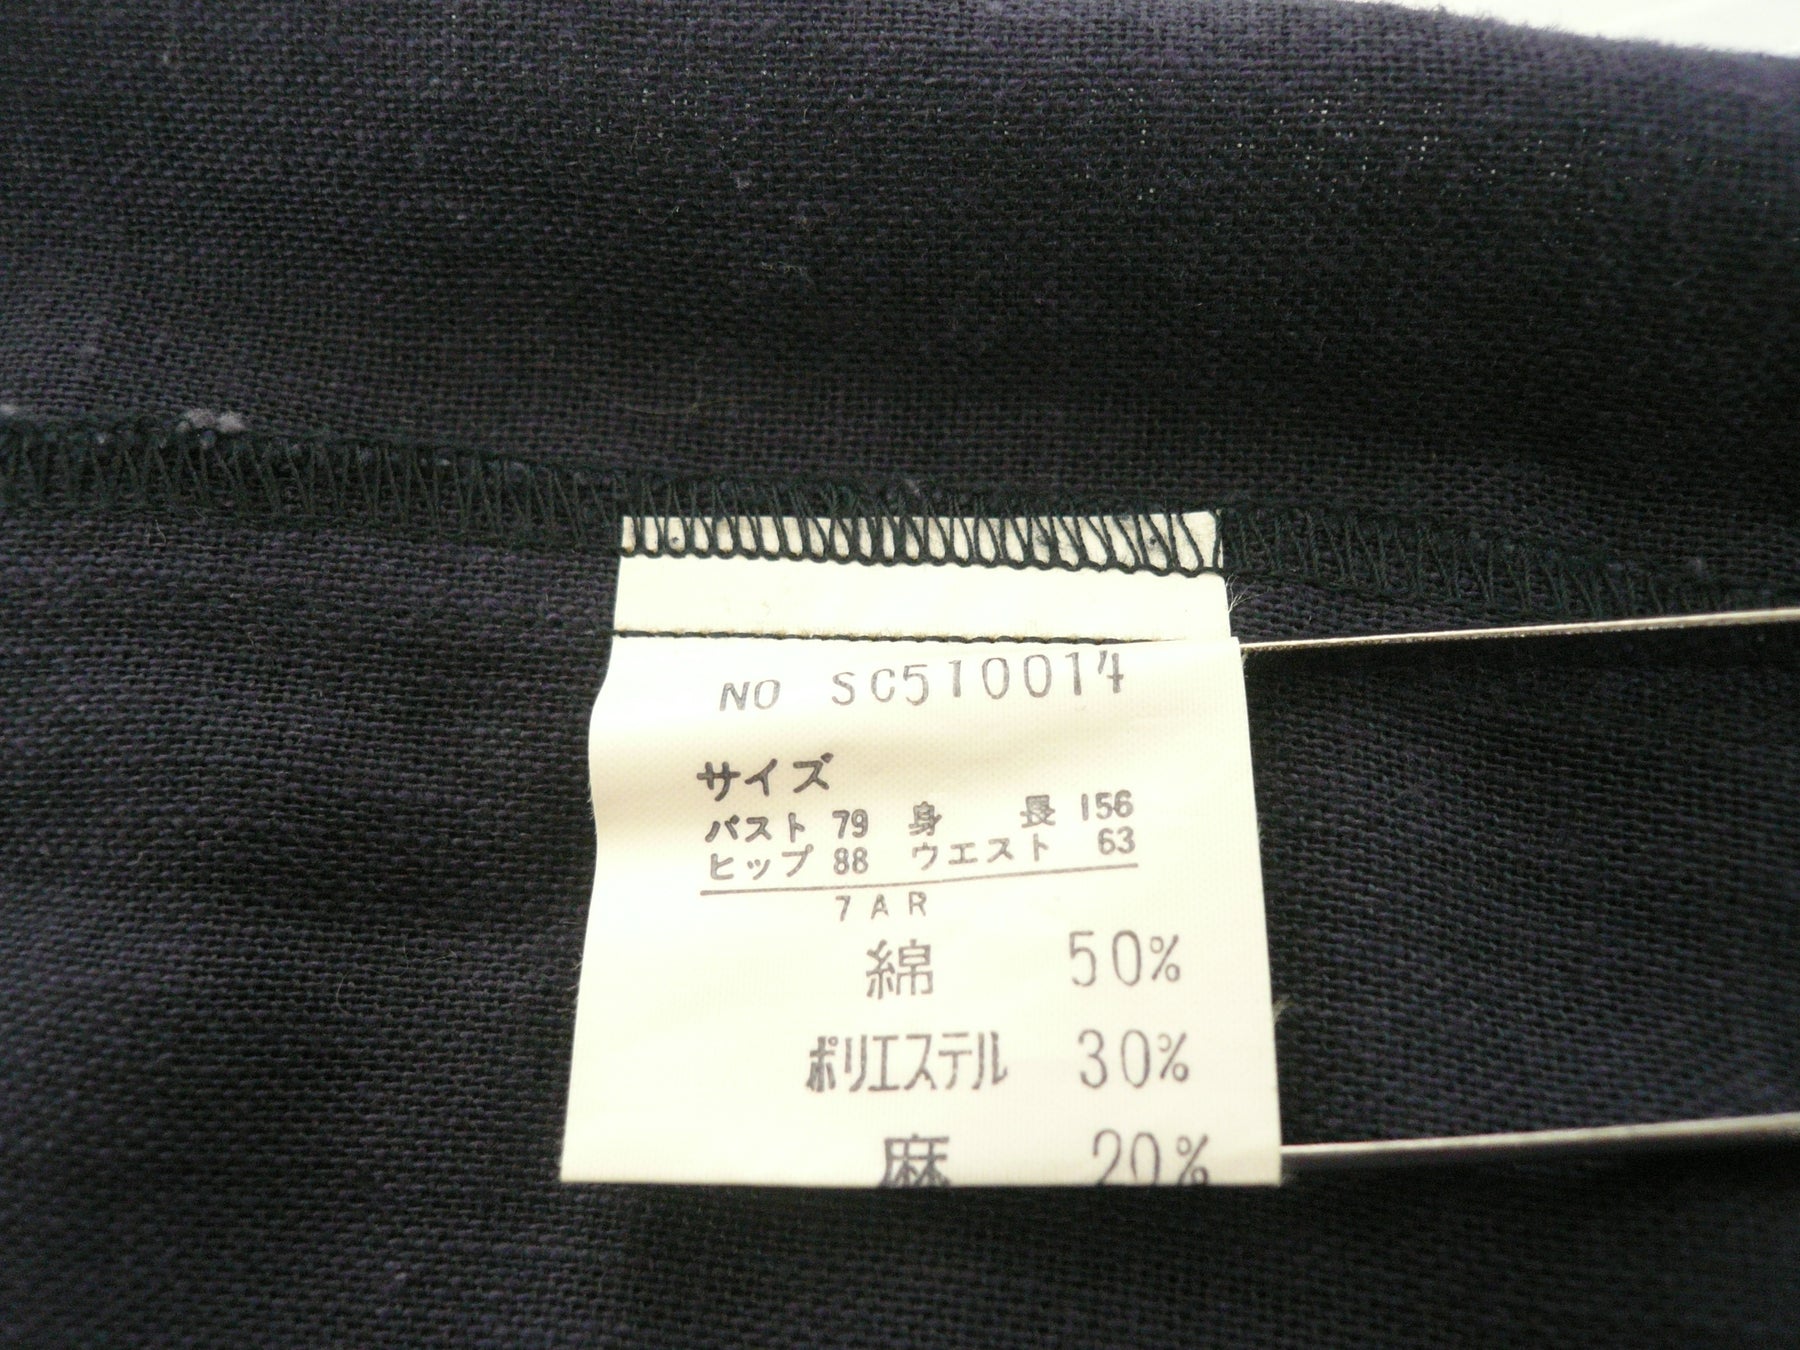 NO SC510014
サイズ
バスト 79 身長 156
ヒップ 88 ウエスト 63
7AR
綿 50%
ポリエステル 30%
麻 20%